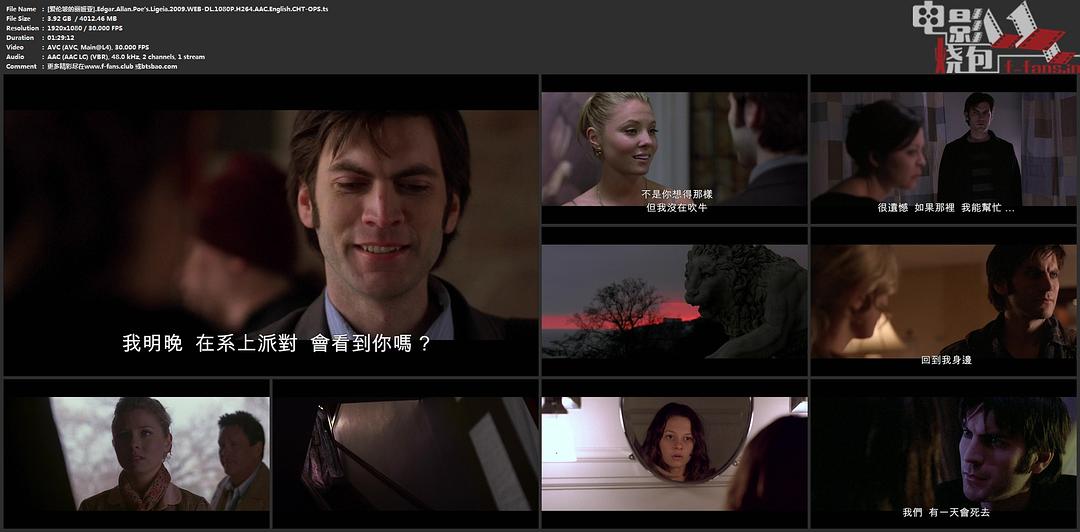 File Name : [爱伦坡的丽姬亚].Edgar.Allan.Poe's.Ligeia.2009.WEB-DL.1080P.H264.AAC.English.CHT-OPS.ts
File Size : 3.92 GB / 4012.46 MB
Resolution : 1920x1080 / 30.000 FPS
Duration : 01:29:12
Video : AVC (AVC, Main@L4), 30.000 FPS
Audio : AAC (AAC LC) (VBR), 48.0 kHz, 2 channels, 1 stream
Comment : 更多精彩尽在www.f-fans.club 或btsbao.com
电影
烧包
f-fans.in
我明晚 在系上派對 會看到你嗎？
不是你想得那樣
但我沒在吹牛
很遺憾 如果那裡 我能幫忙 ...
回到我身邊
我們 有一天會死去